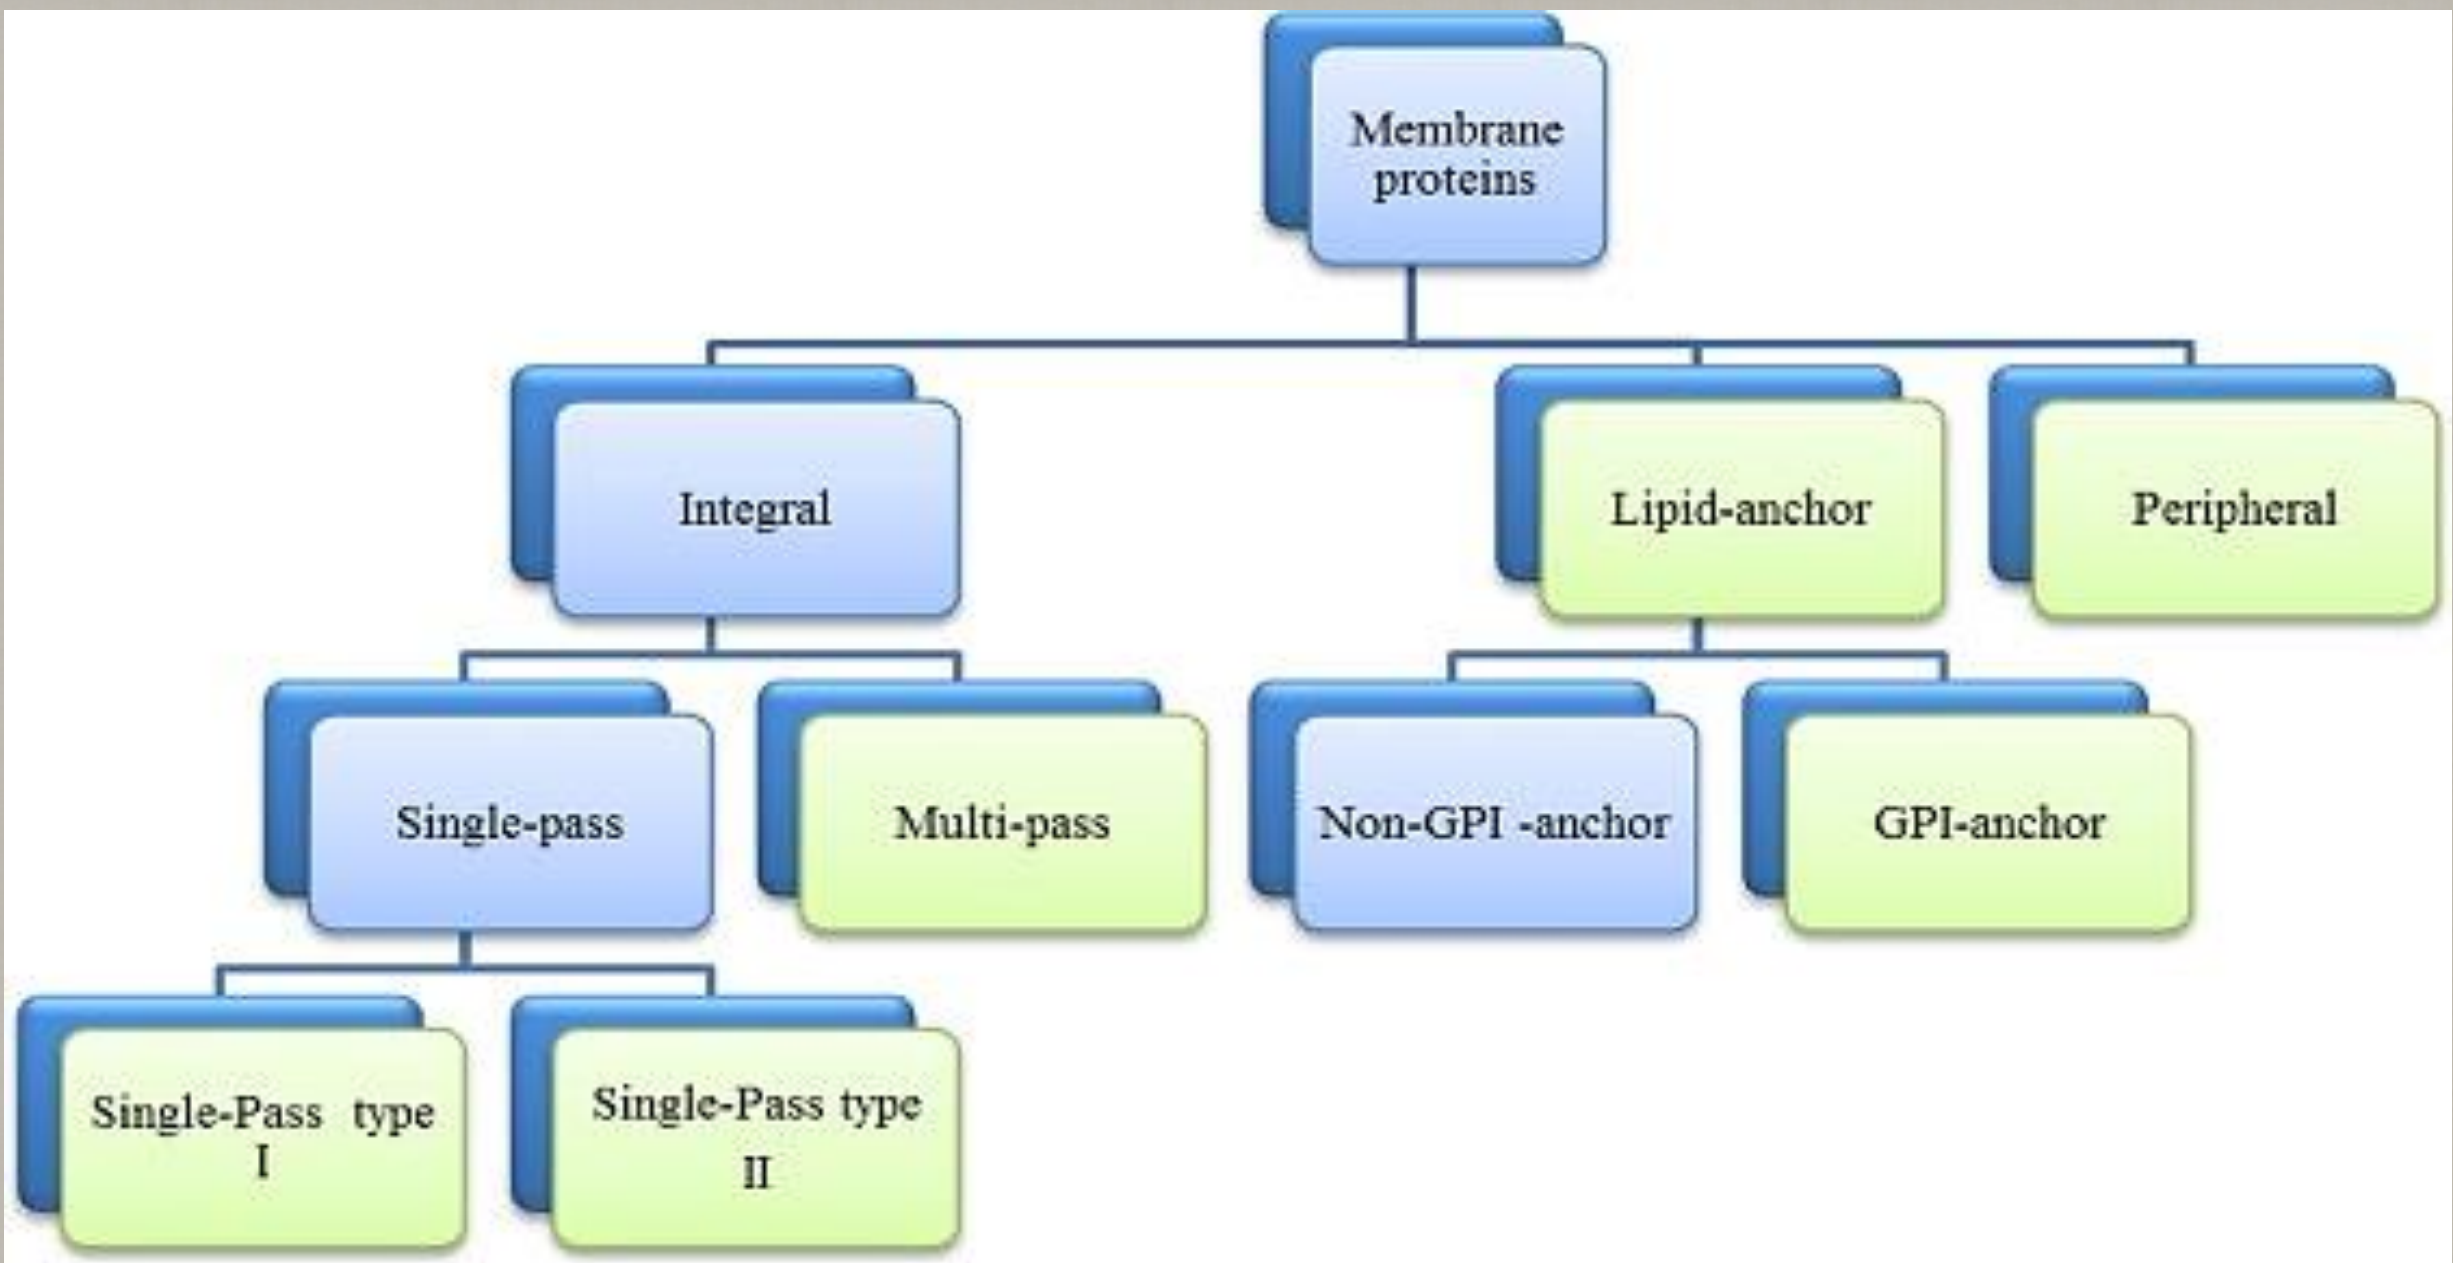 Membrane
proteins
Integral
Lipid-anchor
Peripheral
Single-pass
Multi-pass
Non-GPI -anchor
GPI-anchor
Single-Pass type
I
Single-Pass type
II